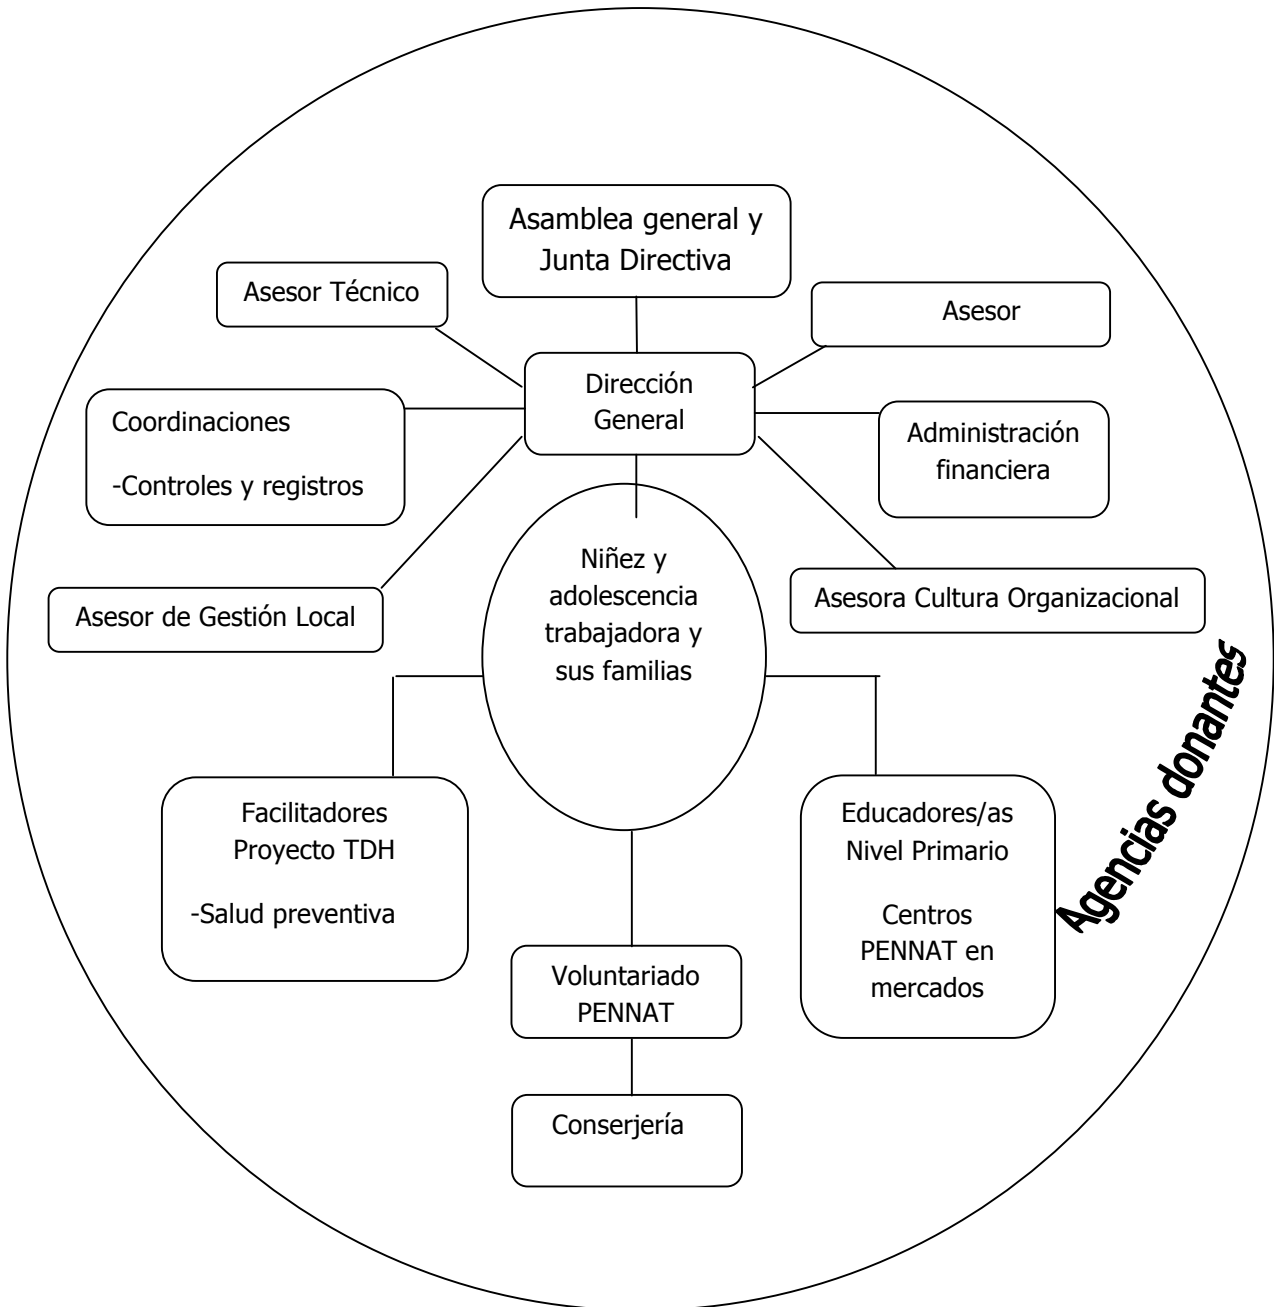 Asamblea general y
Junta Directiva
Asesor Técnico
Asesor
Dirección
General
Coordinaciones
-Controles y registros
Administración
financiera
Niñez y
adolescencia
trabajadora y
sus familias
Asesor de Gestión Local
Asesora Cultura Organizacional
Agencias donantes
Facilitadores
Proyecto TDH
-Salud preventiva
Educadores/as
Nivel Primario
Centros
PENNAT en
mercados
Voluntariado
PENNAT
Conserjería